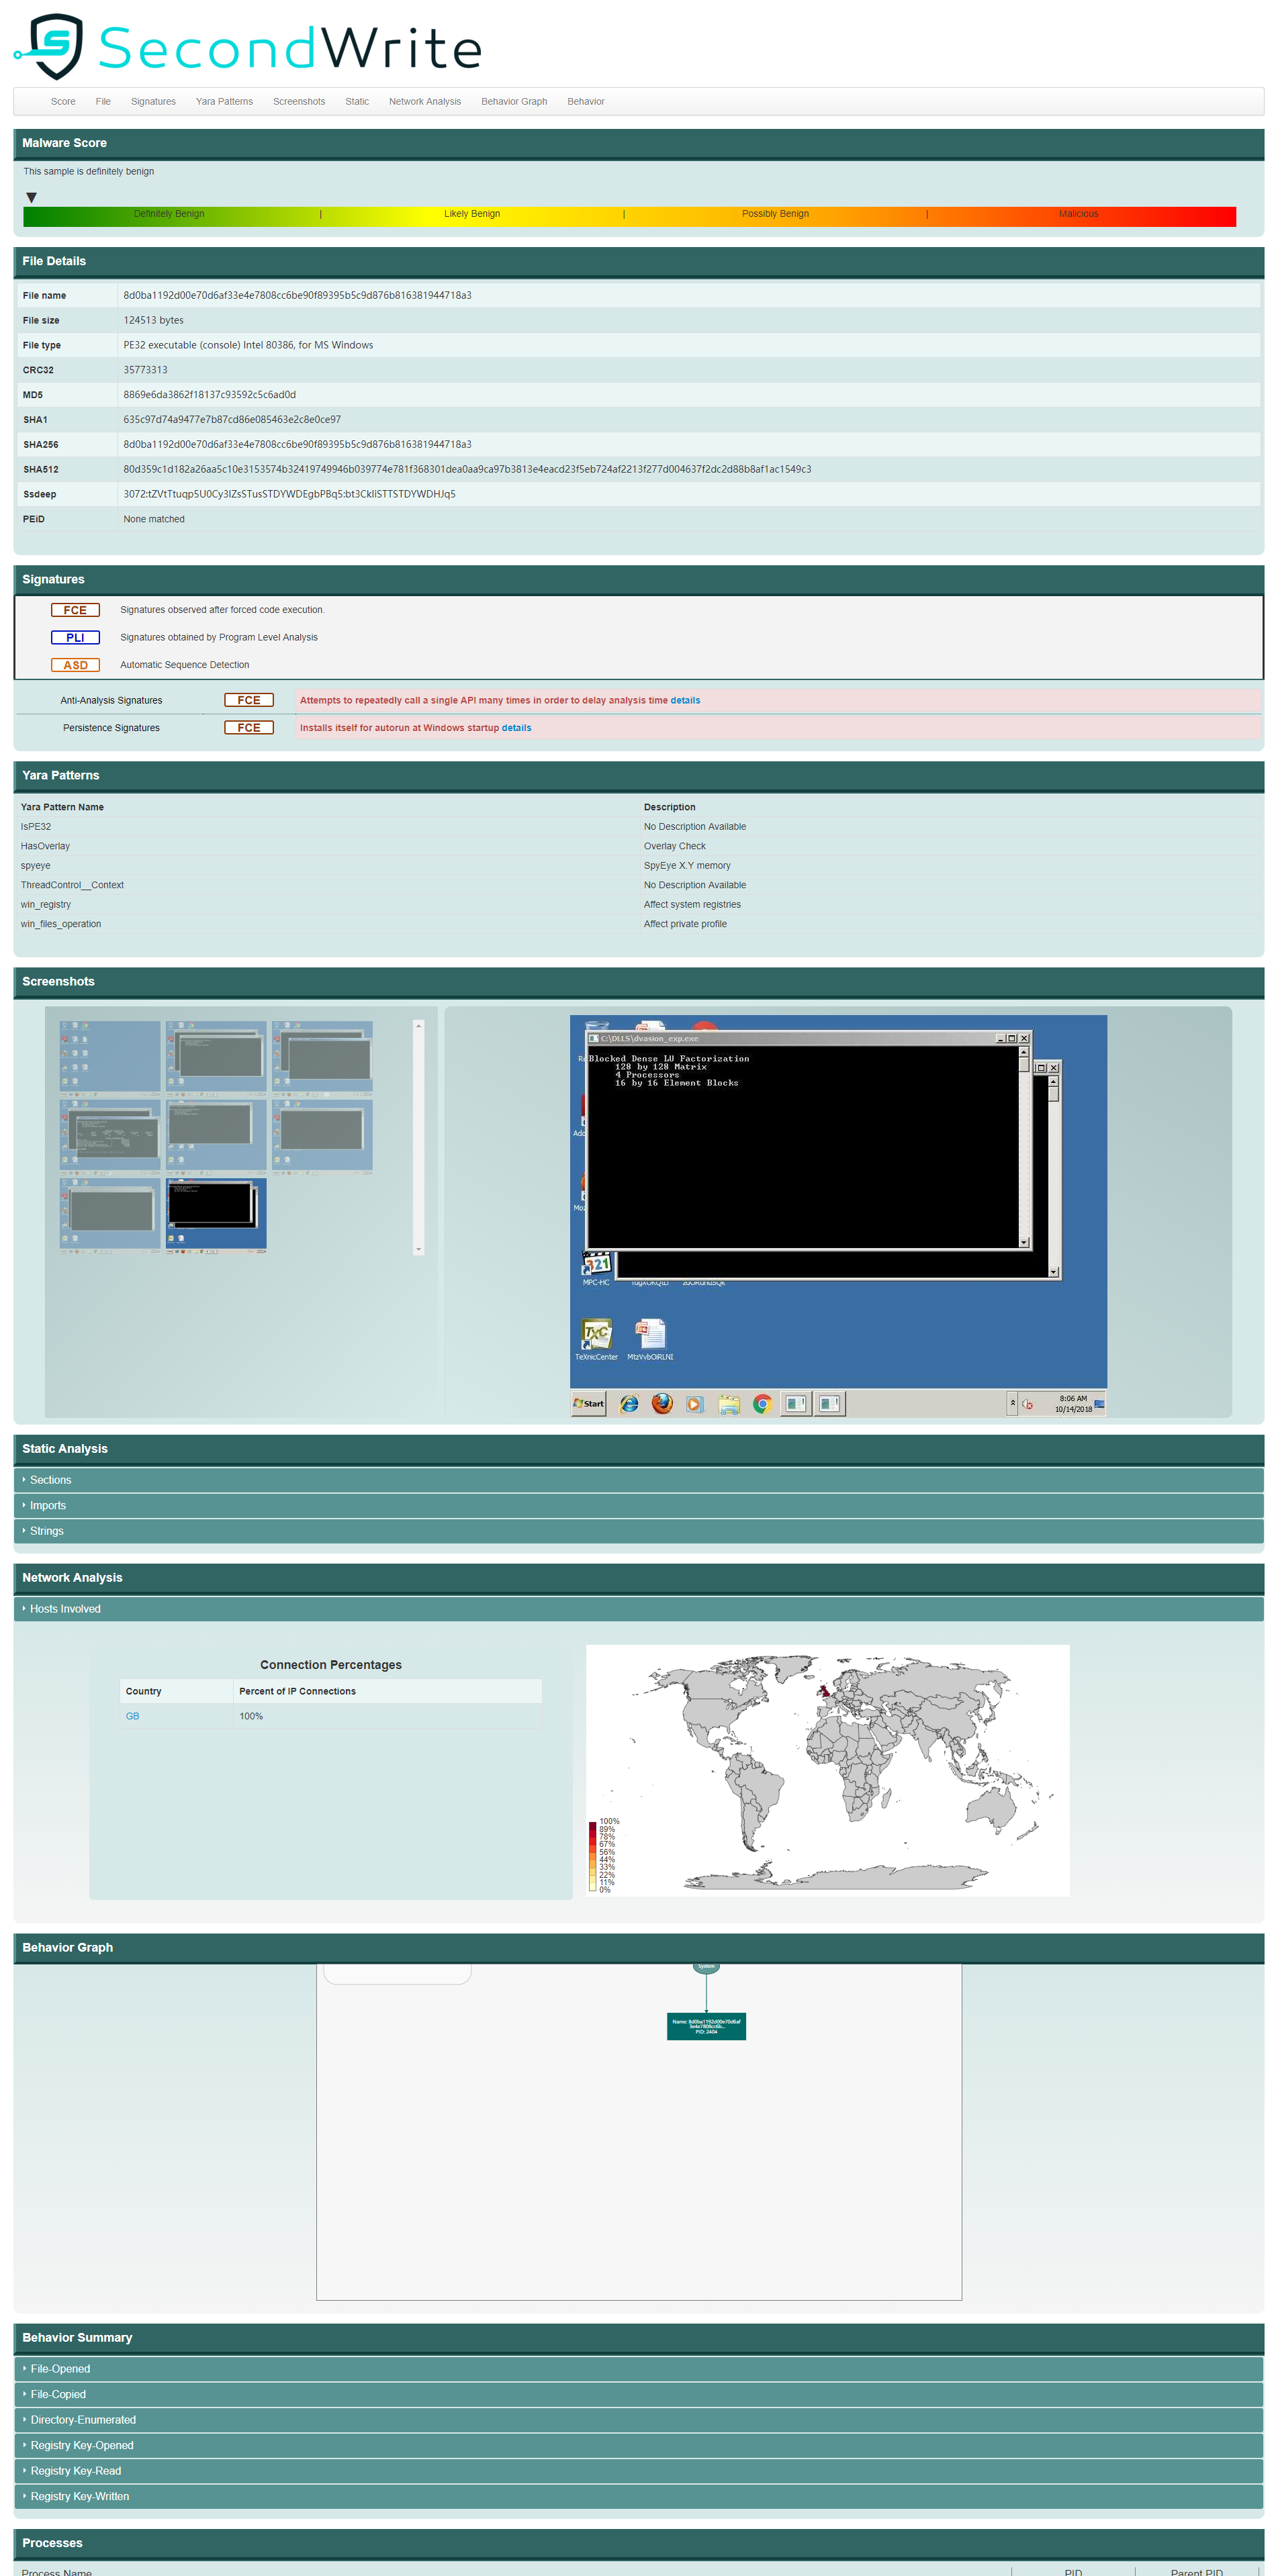 SecondWrite
Score File Signatures Yara Patterns Screenshots Static Network Analysis Behavior Graph Behavior
Malware Score
This sample is definitely benign
Definitely Benign | Likely Benign | Possibly Benign | Malicious
File Details
File name 8d0ba1192d00e70d6af33e4e7808cc6be90f89395b5c9d876b816381944718a3
File size 124513 bytes
File type PE32 executable (console) Intel 80386, for MS Windows
CRC32 35773313
MD5 8869e6da3862f18137c93592c5c6ad0d
SHA1 635c97d74a9477e7b87cd86e085463e2c8e0ce97
SHA256 8d0ba1192d00e70d6af33e4e7808cc6be90f89395b5c9d876b816381944718a3
SHA512 80d359c1d182a26aa5c10e3153574b32419749946b039774e781f368301dea0aa9ca97b3813e4eacd23f5eb724af2213f277d004637f2dc2d88b8af1ac1549c3
Ssdeep 3072:tZVtTtuqp5U0Cy3IZsSTusSTDYWDEgbPBq5:bt3CkIlSTTSTDYWDHJq5
PEiD None matched
Signatures
FCE Signatures observed after forced code execution.
PLI Signatures obtained by Program Level Analysis
ASD Automatic Sequence Detection
Anti-Analysis Signatures FCE Attempts to repeatedly call a single API many times in order to delay analysis time details
Persistence Signatures FCE Installs itself for autorun at Windows startup details
Yara Patterns
Yara Pattern Name Description
IsPE32 No Description Available
HasOverlay Overlay Check
spyeye SpyEye X.Y memory
ThreadControl__Context No Description Available
win_registry Affect system registries
win_files_operation Affect private profile
Screenshots
C:\DLLS\dvasion_exp.exe
Blocked Dense LU Factorization
128 by 128 Matrix
4 Processors
16 by 16 Element Blocks
MPC-HC
TeXnicCenter MtzVvbOiRLNI
Start 8:06 AM
10/14/2018
Static Analysis
Sections
Imports
Strings
Network Analysis
Hosts Involved
Connection Percentages
Country Percent of IP Connections
GB 100%
100%
89%
78%
67%
56%
44%
33%
22%
11%
0%
Behavior Graph
System
Name: 8d0ba1192d00e70d6af
3e4e7808cc6b...
PID: 2404
Behavior Summary
File-Opened
File-Copied
Directory-Enumerated
Registry Key-Opened
Registry Key-Read
Registry Key-Written
Processes
Process Name PID Parent PID